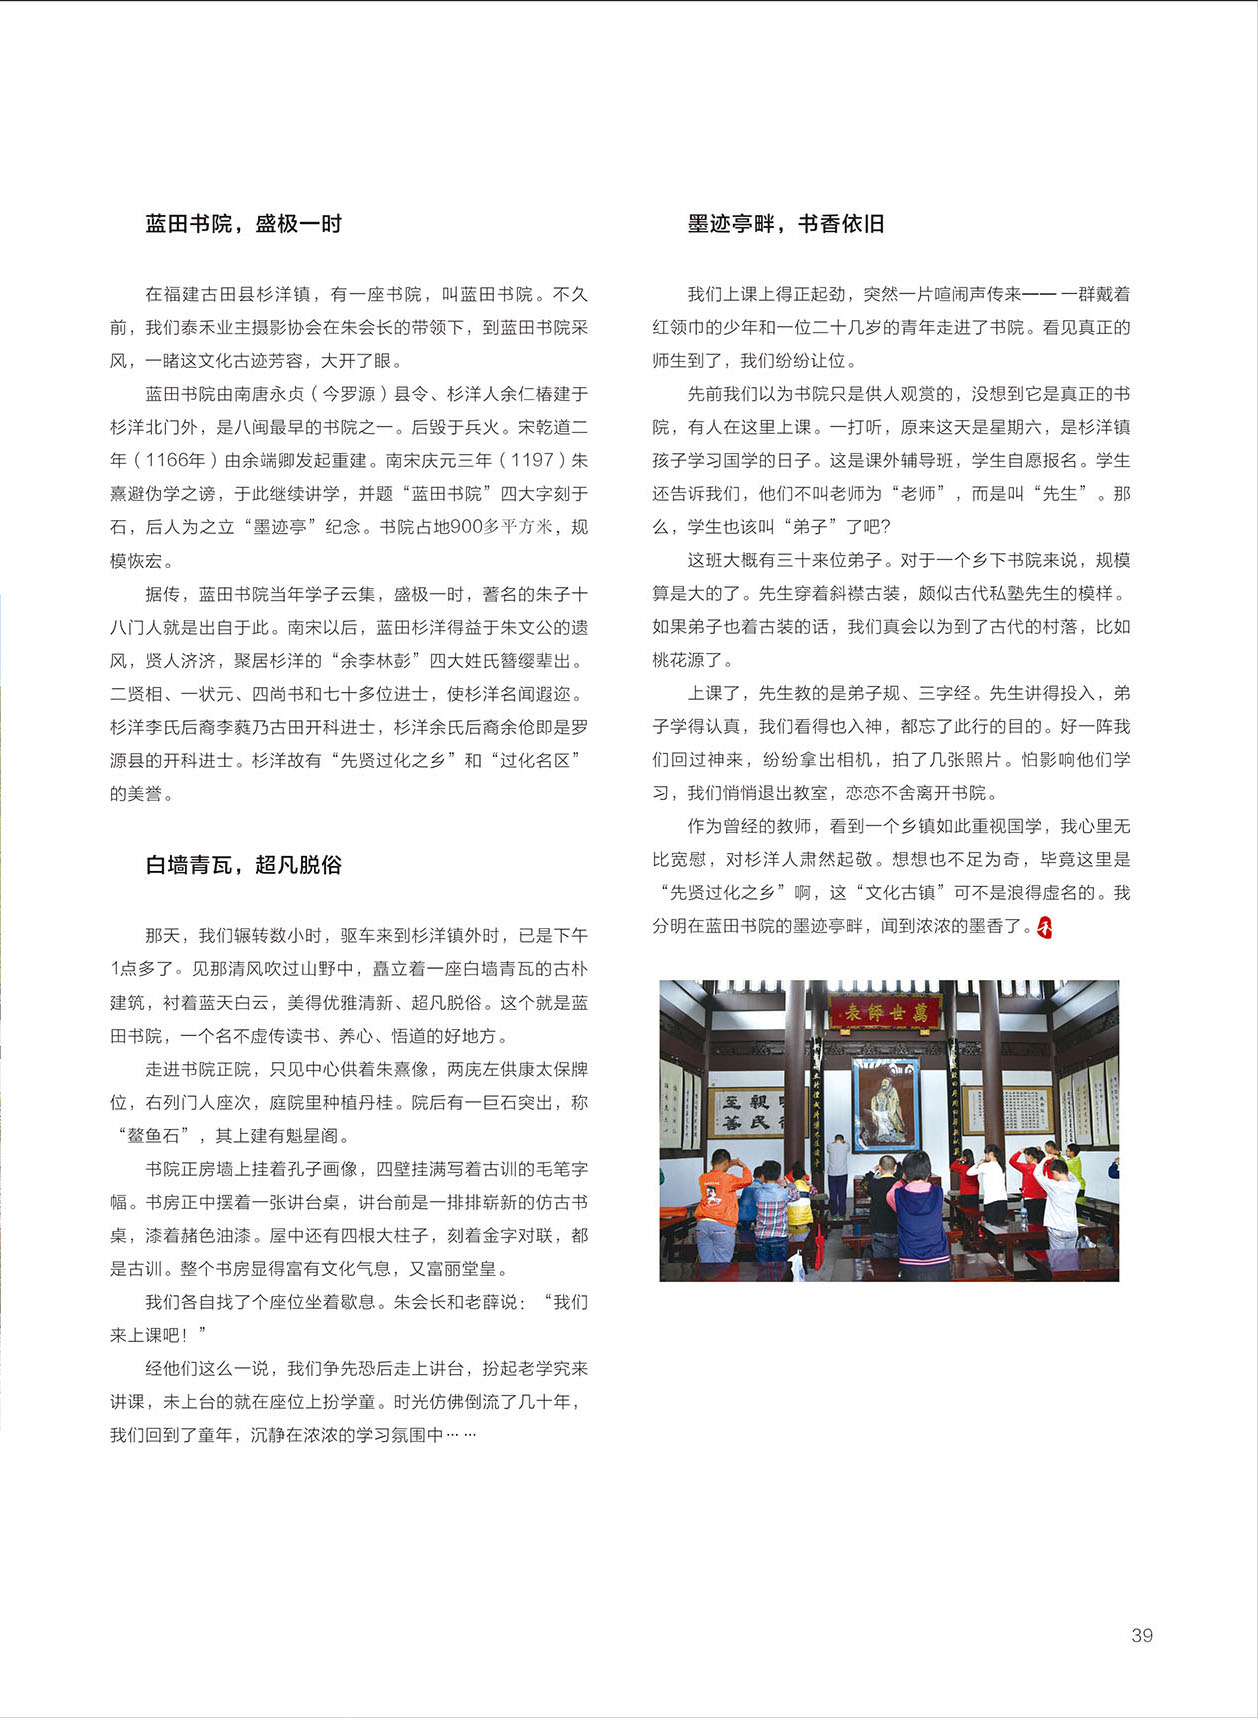 蓝田书院，盛极一时
在福建古田县杉洋镇，有一座书院，叫蓝田书院。不久
前，我们泰禾业主摄影协会在朱会长的带领下，到蓝田书院采
风，一睹这文化古迹芳容，大开了眼。
蓝田书院由南唐永贞（今罗源）县令、杉洋人余仁椿建于
杉洋北门外，是八闽最早的书院之一。后毁于兵火。宋乾道二
年（1166年）由余端卿发起重建。南宋庆元三年（1197）朱
熹避伪学之谤，于此继续讲学，并题“蓝田书院”四大字刻于
石，后人为之立“墨迹亭”纪念。书院占地900多平方米，规
模恢宏。
据传，蓝田书院当年学子云集，盛极一时，著名的朱子十
八门人就是出自于此。南宋以后，蓝田杉洋得益于朱文公的遗
风，贤人济济，聚居杉洋的“余李林彭”四大姓氏簪缨辈出。
二贤相、一状元、四尚书和七十多位进士，使杉洋名闻遐迩。
杉洋李氏后裔李蕤乃古田开科进士，杉洋余氏后裔余伧即是罗
源县的开科进士。杉洋故有“先贤过化之乡”和“过化名区”
的美誉。
白墙青瓦，超凡脱俗
那天，我们辗转数小时，驱车来到杉洋镇外时，已是下午
1点多了。见那清风吹过山野中，矗立着一座白墙青瓦的古朴
建筑，衬着蓝天白云，美得优雅清新、超凡脱俗。这个就是蓝
田书院，一个名不虚传读书、养心、悟道的好地方。
走进书院正院，只见中心供着朱熹像，两庑左供康太保牌
位，右列门人座次，庭院里种植丹桂。院后有一巨石突出，称
“鳌鱼石”，其上建有魁星阁。
书院正房墙上挂着孔子画像，四壁挂满写着古训的毛笔字
幅。书房正中摆着一张讲台桌，讲台前是一排排崭新的仿古书
桌，漆着赭色油漆。屋中还有四根大柱子，刻着金字对联，都
是古训。整个书房显得富有文化气息，又富丽堂皇。
我们各自找了个座位坐着歇息。朱会长和老薛说：“我们
来上课吧！”
经他们这么一说，我们争先恐后走上讲台，扮起老学究来
讲课，未上台的就在座位上扮学童。时光仿佛倒流了几十年，
我们回到了童年，沉静在浓浓的学习氛围中……
墨迹亭畔，书香依旧
我们上课上得正起劲，突然一片喧闹声传来—— 一群戴着
红领巾的少年和一位二十几岁的青年走进了书院。看见真正的
师生到了，我们纷纷让位。
先前我们以为书院只是供人观赏的，没想到它是真正的书
院，有人在这里上课。一打听，原来这天是星期六，是杉洋镇
孩子学习国学的日子。这是课外辅导班，学生自愿报名。学生
还告诉我们，他们不叫老师为“老师”，而是叫“先生”。那
么，学生也该叫“弟子”了吧？
这班大概有三十来位弟子。对于一个乡下书院来说，规模
算是大的了。先生穿着斜襟古装，颇似古代私塾先生的模样。
如果弟子也着古装的话，我们真会以为到了古代的村落，比如
桃花源了。
上课了，先生教的是弟子规、三字经。先生讲得投入，弟
子学得认真，我们看得也入神，都忘了此行的目的。好一阵我
们回过神来，纷纷拿出相机，拍了几张照片。怕影响他们学
习，我们悄悄退出教室，恋恋不舍离开书院。
作为曾经的教师，看到一个乡镇如此重视国学，我心里无
比宽慰，对杉洋人肃然起敬。想想也不足为奇，毕竟这里是
“先贤过化之乡”啊，这“文化古镇”可不是浪得虚名的。我
分明在蓝田书院的墨迹亭畔，闻到浓浓的墨香了。
萬世師表
親民
至善
39